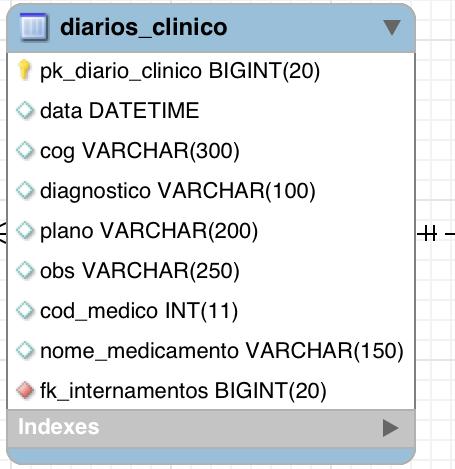 diarios_clinico
pk_diario_clinico BIGINT(20)
data DATETIME
cog VARCHAR(300)
diagnostico VARCHAR(100)
plano VARCHAR(200)
obs VARCHAR(250)
cod_medico INT(11)
nome_medicamento VARCHAR(150)
fk_internamentos BIGINT(20)
Indexes